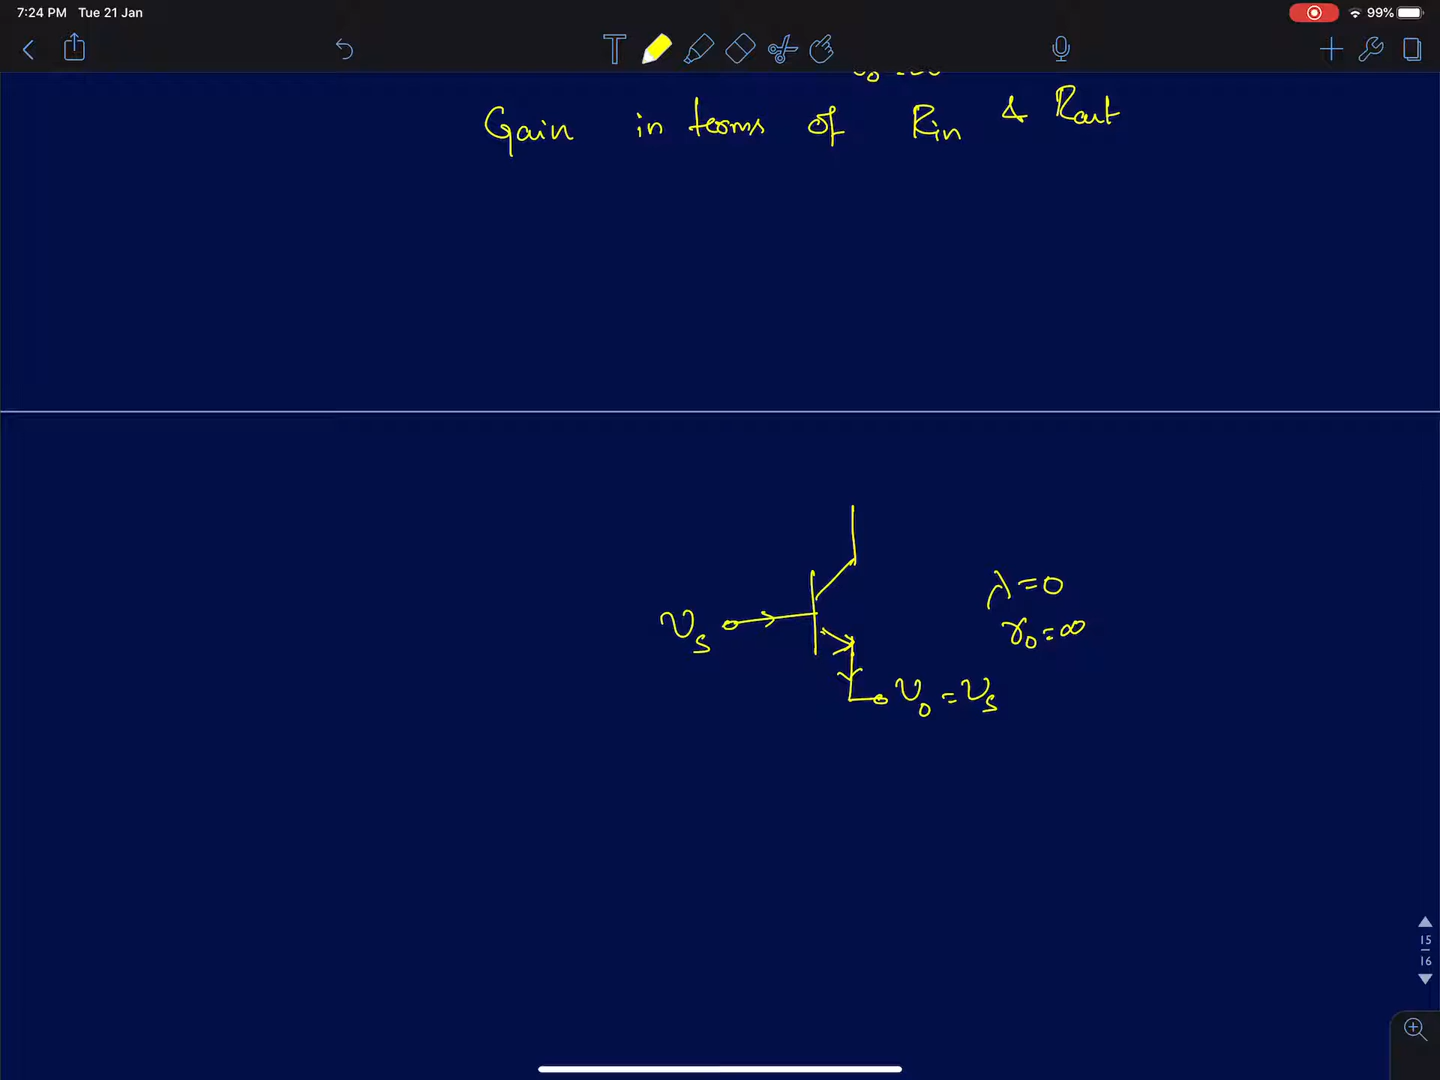 7:24 PM Tue 21 Jan
99%
T
Gain in terms of Rin & Rout
λ=0
r₀=∞
Vs
V₀=Vs
15
16